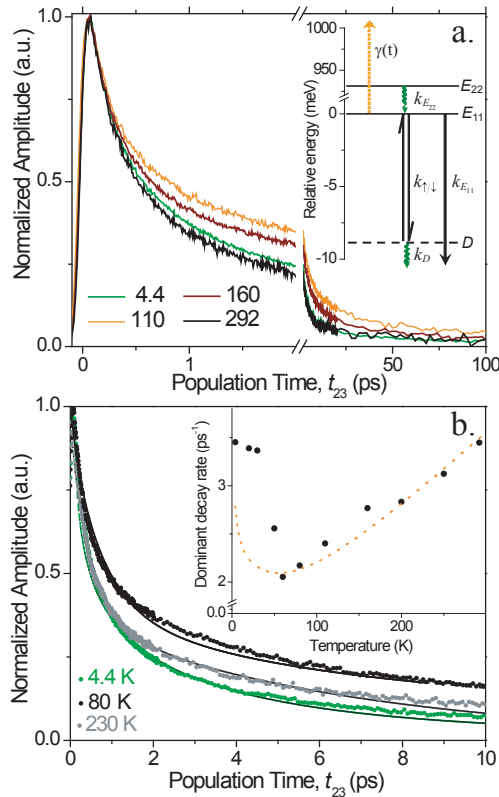 a.
Normalized Amplitude (a.u.)
1.0
0.5
0.0
0
1
50
100
Population Time, t23 (ps)
4.4
160
110
292
Relative energy (meV)
1000
950
0
-5
-10
γ(t)
E22
kE22
E11
k↑/↓
kE11
D
kD
b.
Normalized Amplitude (a.u.)
1.0
0.5
0.0
0
2
4
6
8
10
Population Time, t23 (ps)
4.4 K
80 K
230 K
Dominant decay rate (ps⁻¹)
3
2
0.0
0
100
200
Temperature (K)